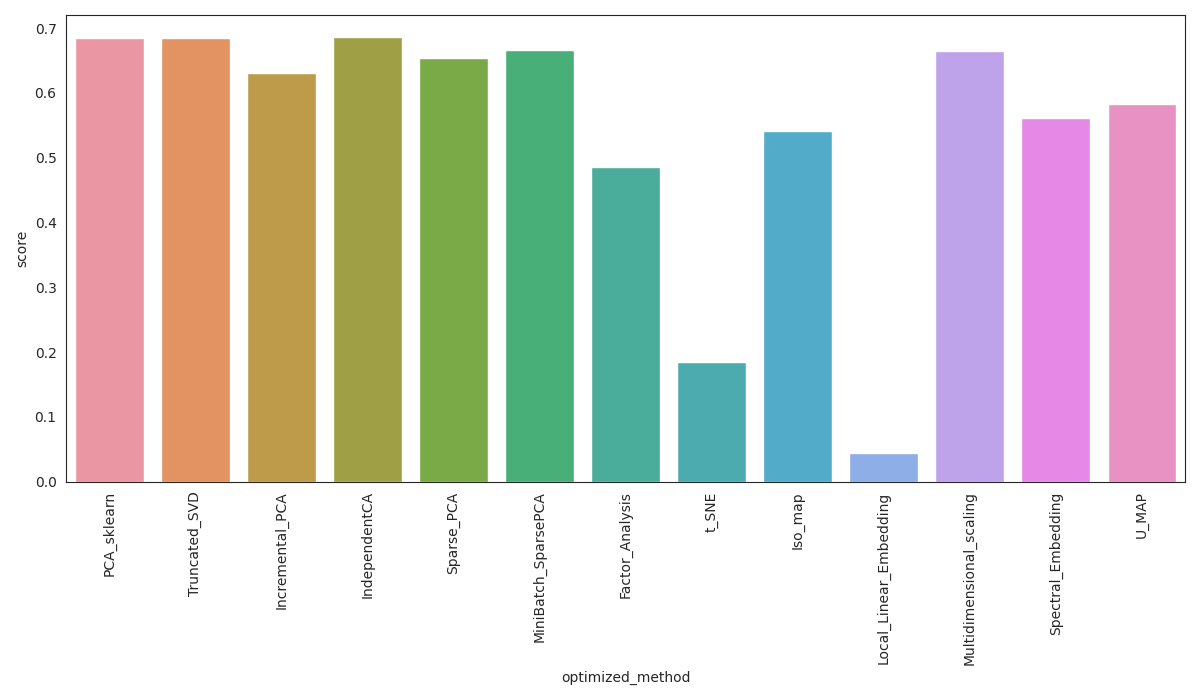 0.7
0.6
0.5
0.4
0.3
0.2
0.1
0.0
score
PCA_sklearn
Truncated_SVD
Incremental_PCA
IndependentCA
Sparse_PCA
MiniBatch_SparsePCA
Factor_Analysis
t_SNE
Iso_map
Local_Linear_Embedding
Multidimensional_scaling
Spectral_Embedding
U_MAP
optimized_method